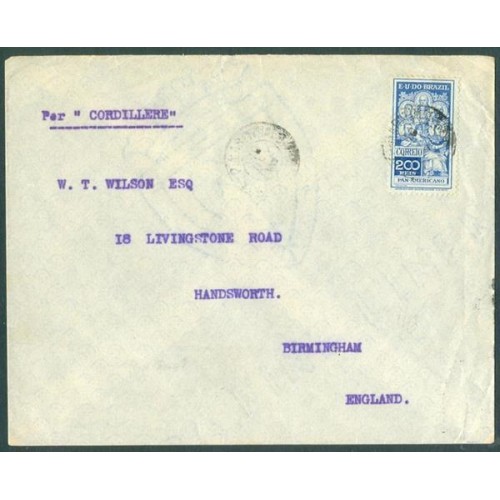 Per " CORDILLERE"
E·U·DO BRAZIL
CORREIO
200
REIS
PAN AMERICANO
W. T. WILSON ESQ
18 LIVINGSTONE ROAD
HANDSWORTH.
BIRMINGHAM
ENGLAND.